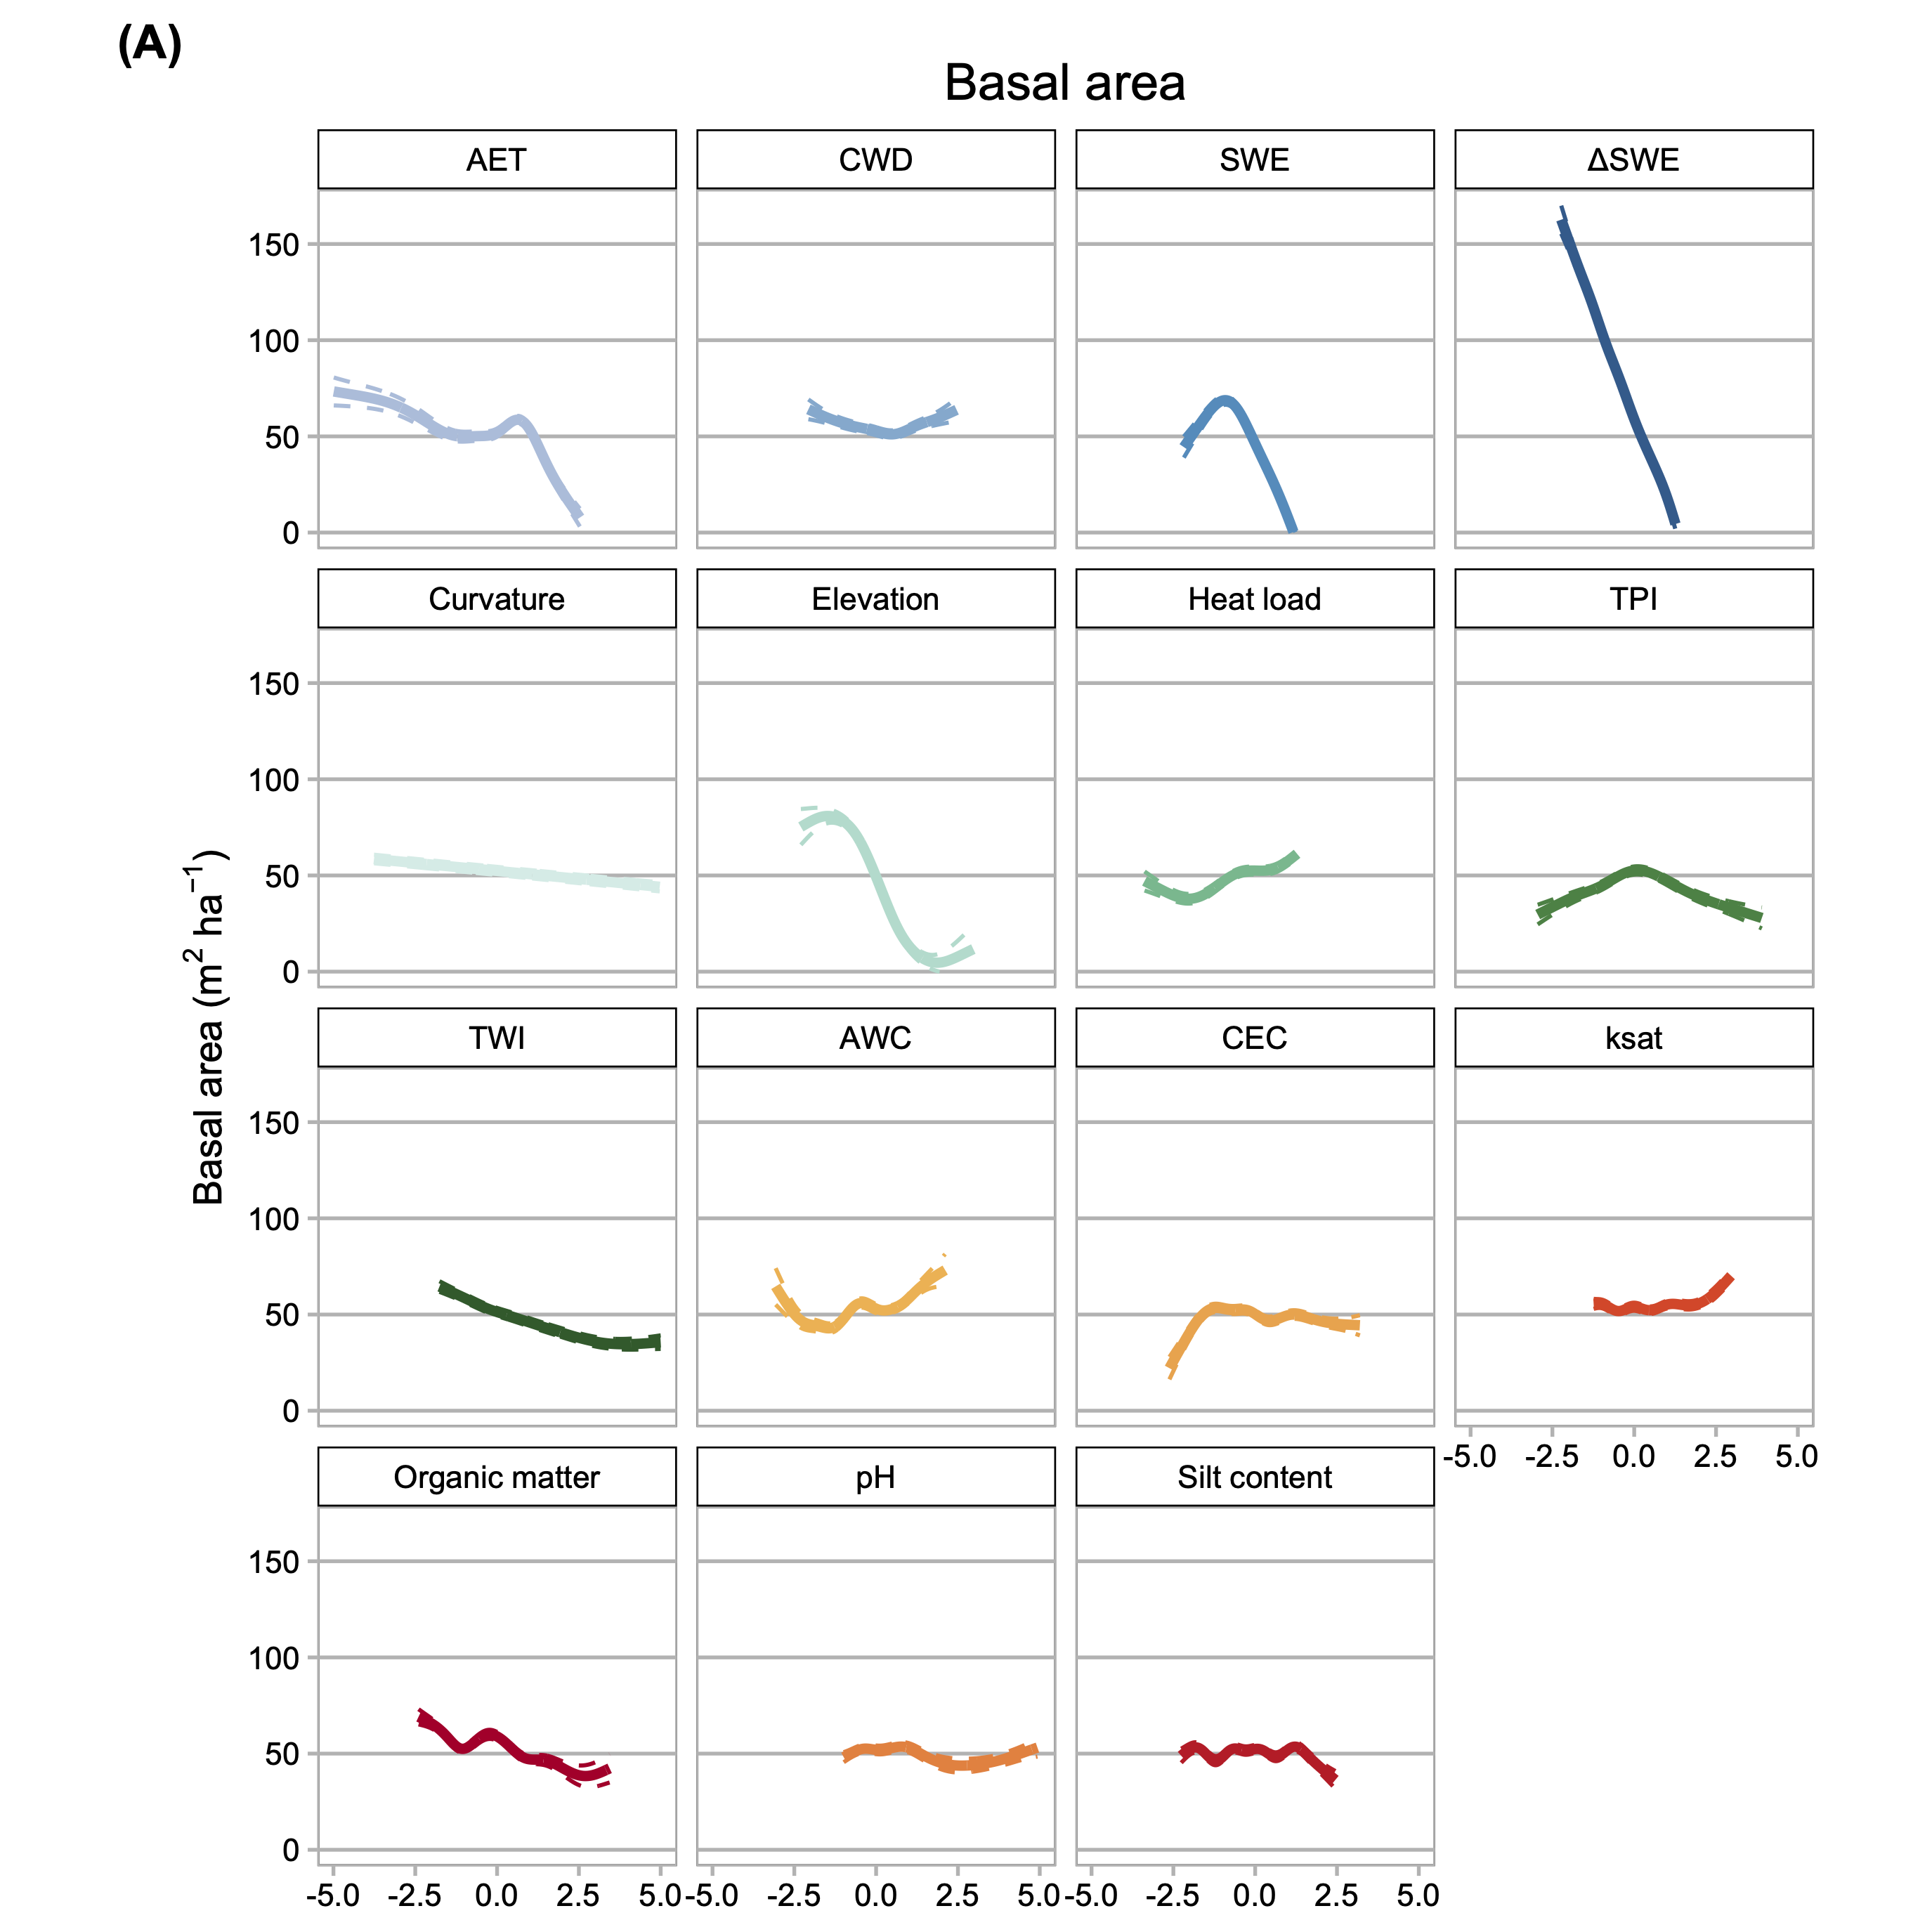 (A)
Basal area
AET CWD SWE ΔSWE
150
100
50
0
Curvature Elevation Heat load TPI
150
100
50
0
Basal area (m² ha⁻¹)
TWI AWC CEC ksat
150
100
50
0
-5.0 -2.5 0.0 2.5 5.0
Organic matter pH Silt content
150
100
50
0
-5.0 -2.5 0.0 2.5 5.0 -5.0 -2.5 0.0 2.5 5.0 -5.0 -2.5 0.0 2.5 5.0